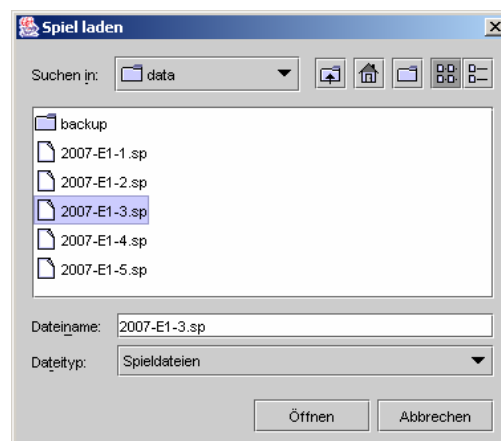 Spiel laden
Suchen in: data
backup
2007-E1-1.sp
2007-E1-2.sp
2007-E1-3.sp
2007-E1-4.sp
2007-E1-5.sp
Dateiname: 2007-E1-3.sp
Dateityp: Spieldateien
Öffnen Abbrechen